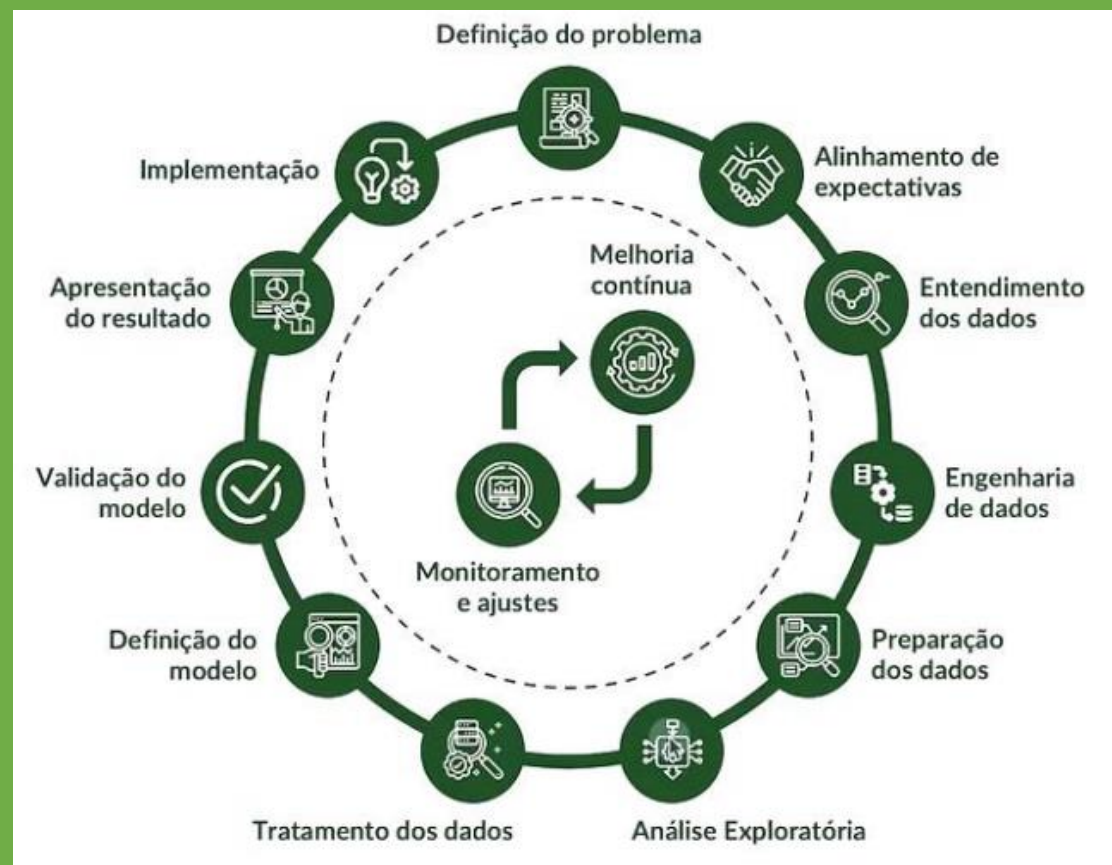 Definição do problema
Alinhamento de
expectativas
Entendimento
dos dados
Engenharia
de dados
Preparação
dos dados
Análise Exploratória
Tratamento dos dados
Definição do
modelo
Validação do
modelo
Apresentação
do resultado
Implementação
Melhoria
contínua
Monitoramento
e ajustes